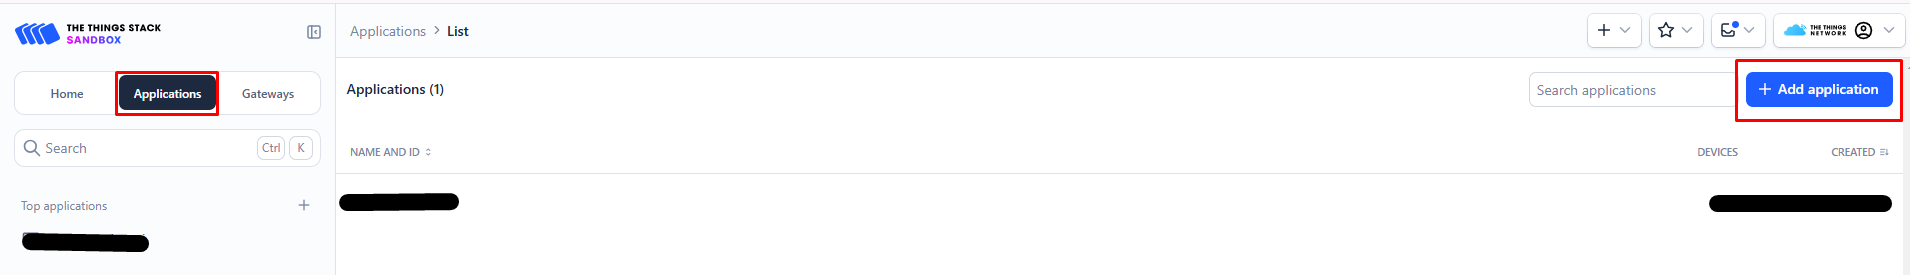 THE THINGS STACK
SANDBOX
Home
Applications
Gateways
Search
Ctrl
K
Top applications
Applications > List
THE THINGS
NETWORK
Applications (1)
Search applications
+ Add application
NAME AND ID
DEVICES
CREATED